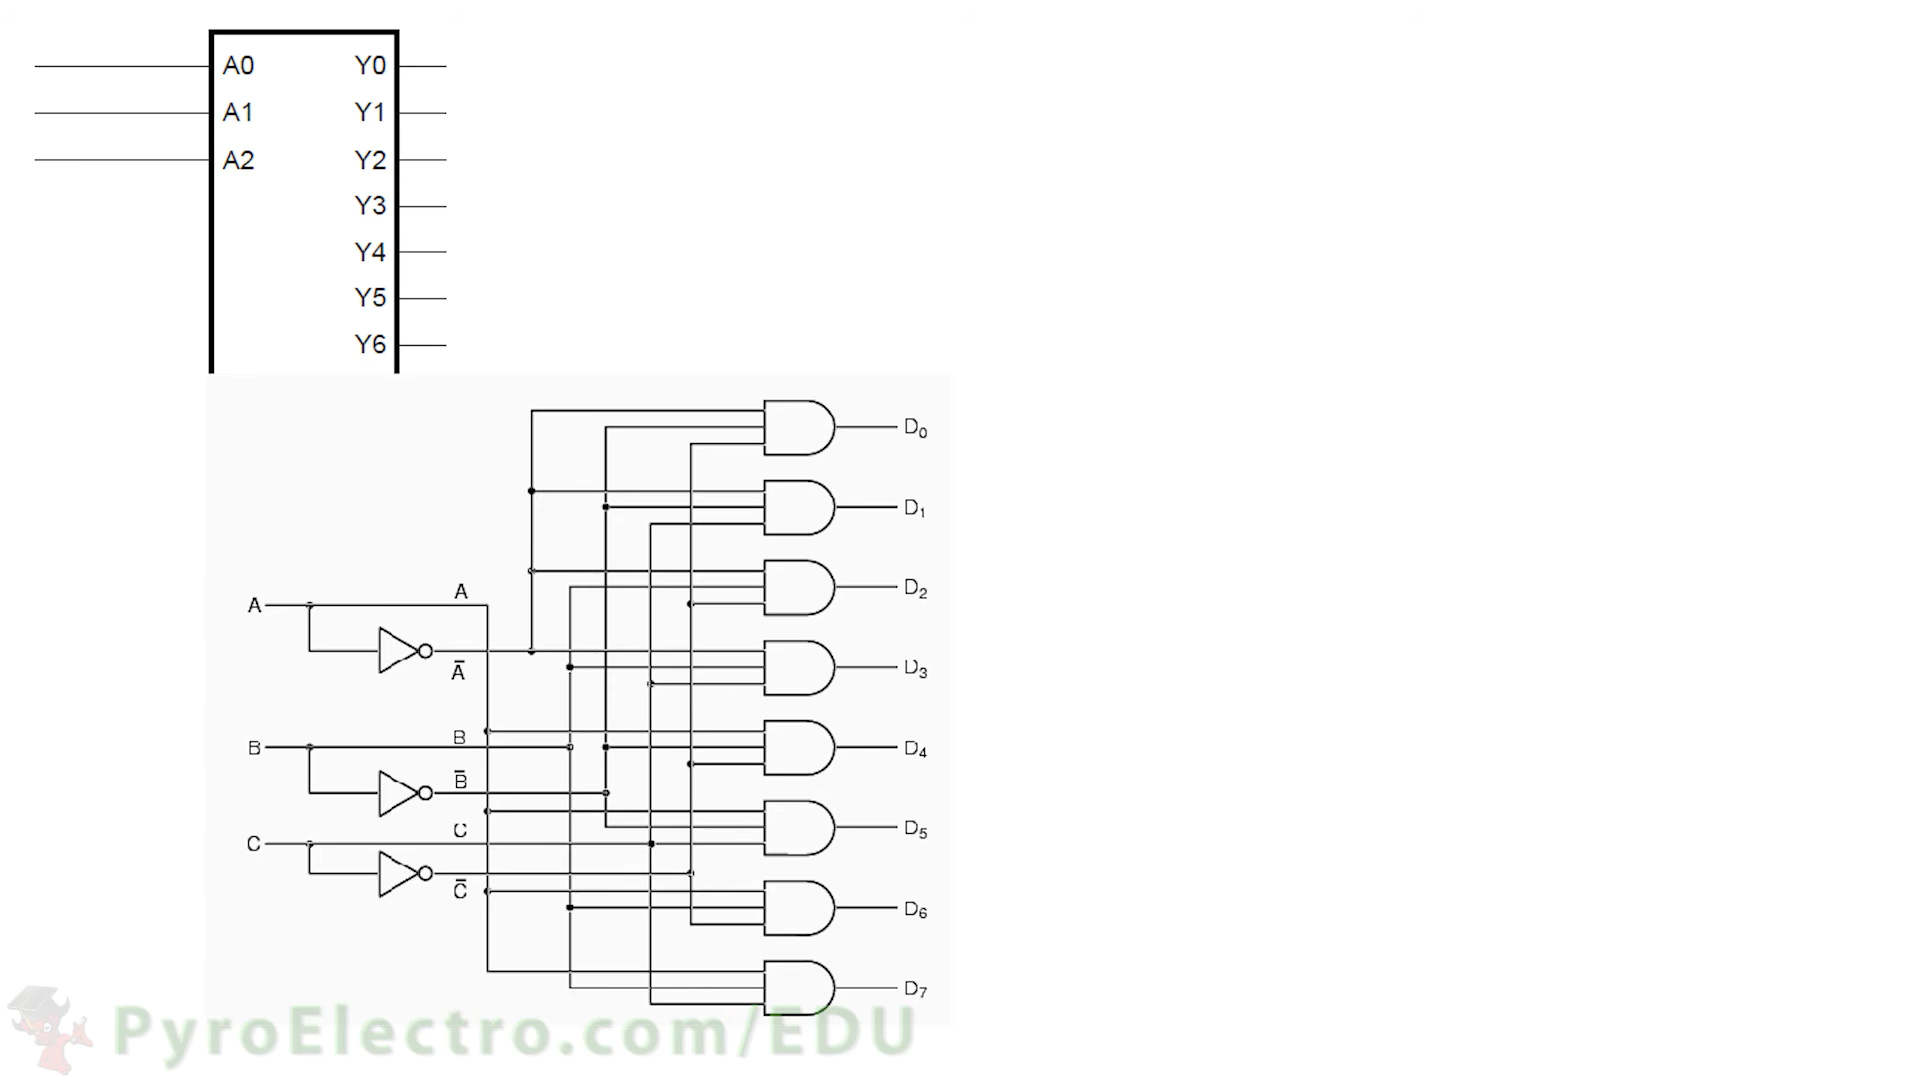 A0 Y0
A1 Y1
A2 Y2
Y3
Y4
Y5
Y6
D0
D1
D2
A A
D3
A̅
B B D4
B̅
C D5
C
C̅ D6
D7
PyroElectro.com/EDU